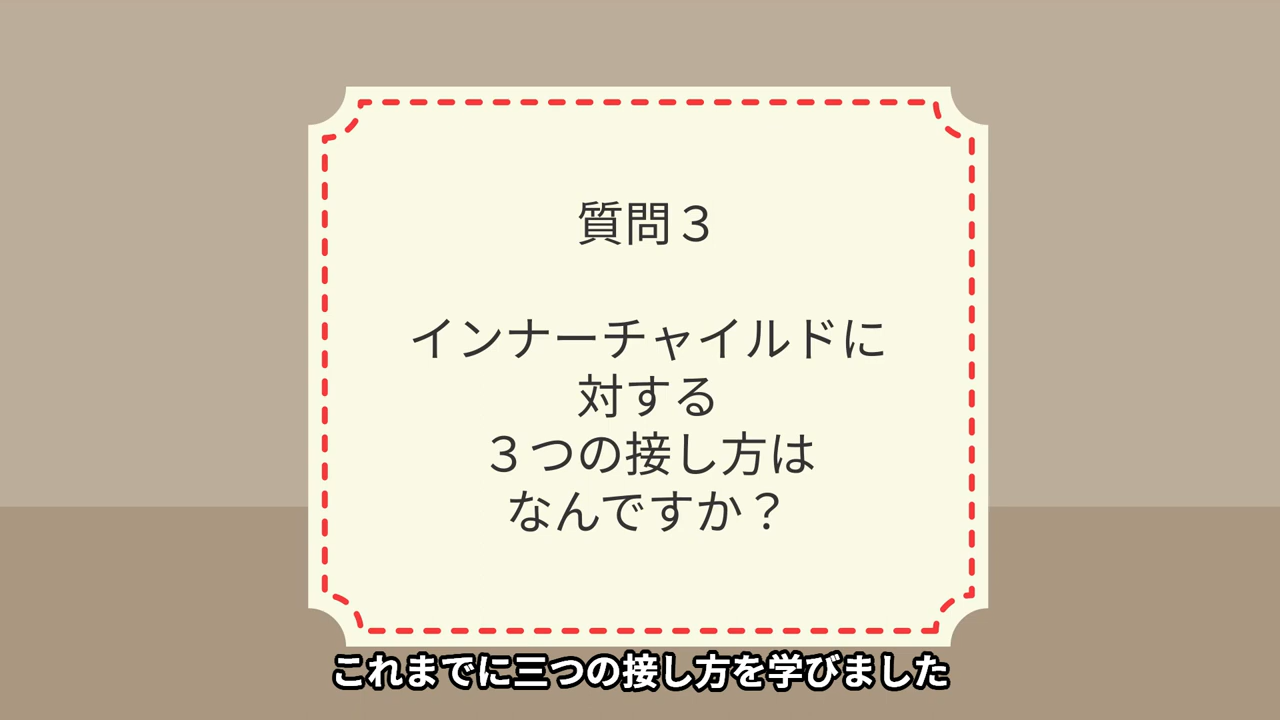 質問３
インナーチャイルドに
対する
３つの接し方は
なんですか？
これまでに三つの接し方を学びました